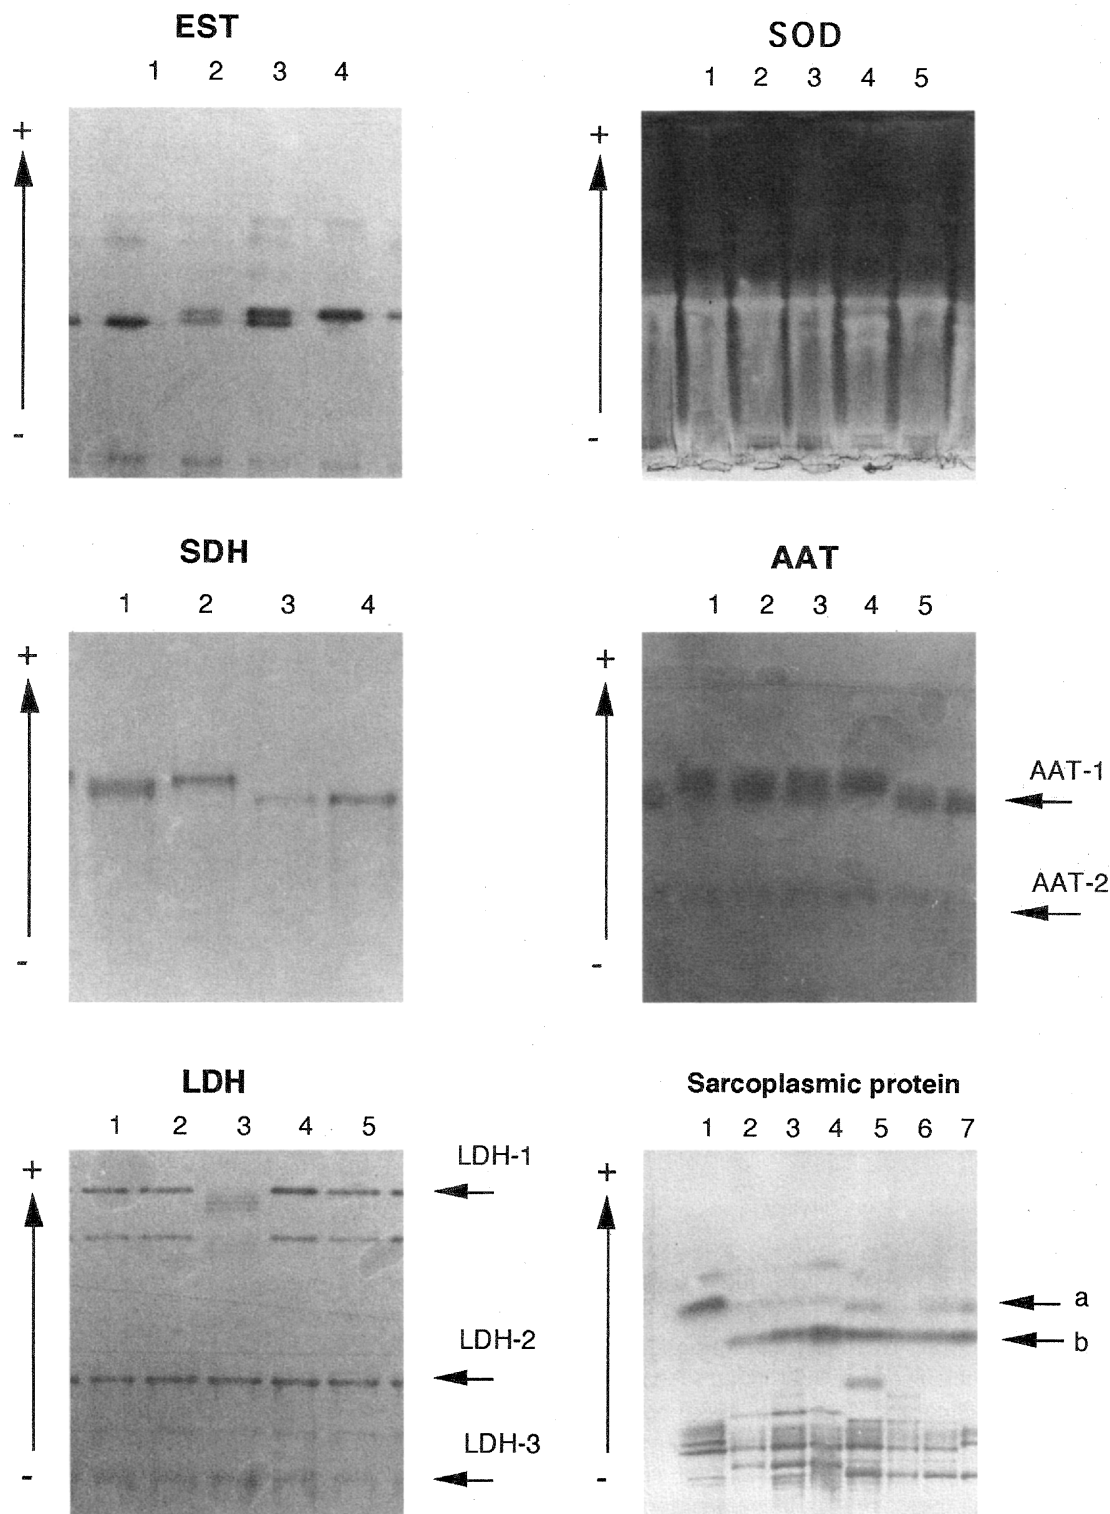 EST
1 2 3 4
+
-
SOD
1 2 3 4 5
+
-
SDH
1 2 3 4
+
-
AAT
1 2 3 4 5
+
AAT-1
AAT-2
-
LDH
1 2 3 4 5
+
LDH-1
LDH-2
LDH-3
-
Sarcoplasmic protein
1 2 3 4 5 6 7
+
a
b
-